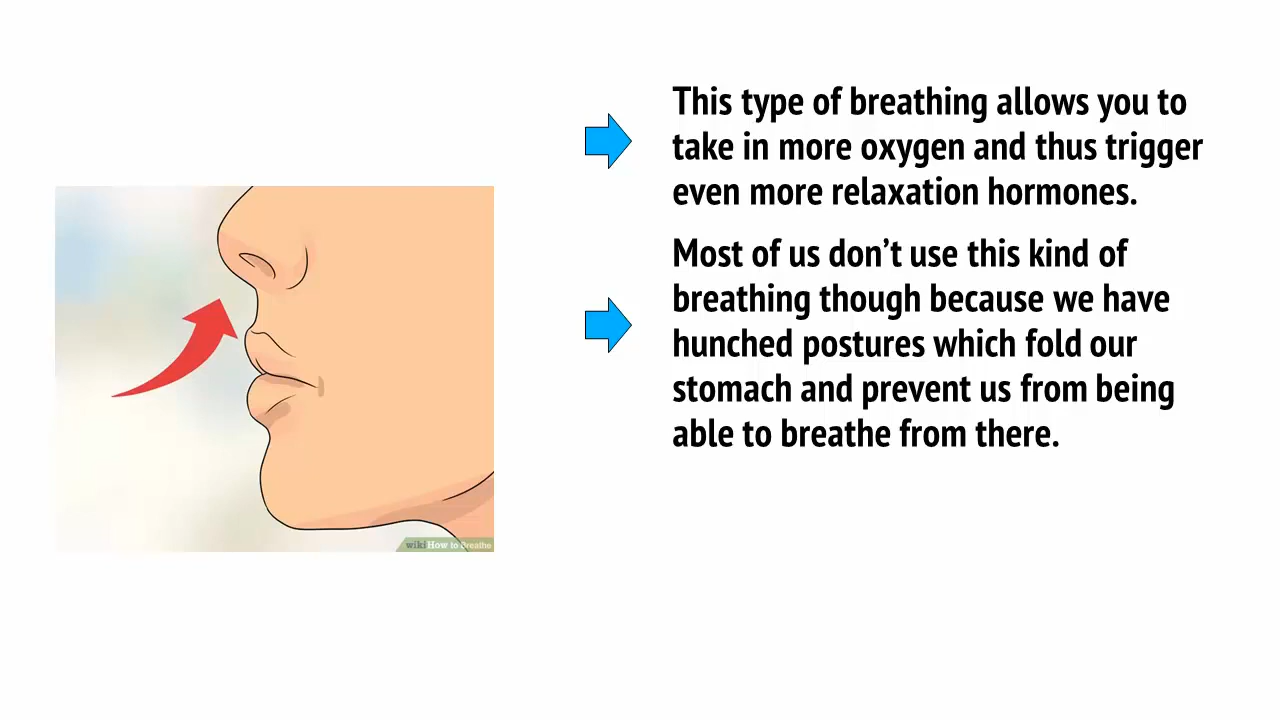 This type of breathing allows you to
take in more oxygen and thus trigger
even more relaxation hormones.
Most of us don’t use this kind of
breathing though because we have
hunched postures which fold our
stomach and prevent us from being
able to breathe from there.
wikiHow to Breathe